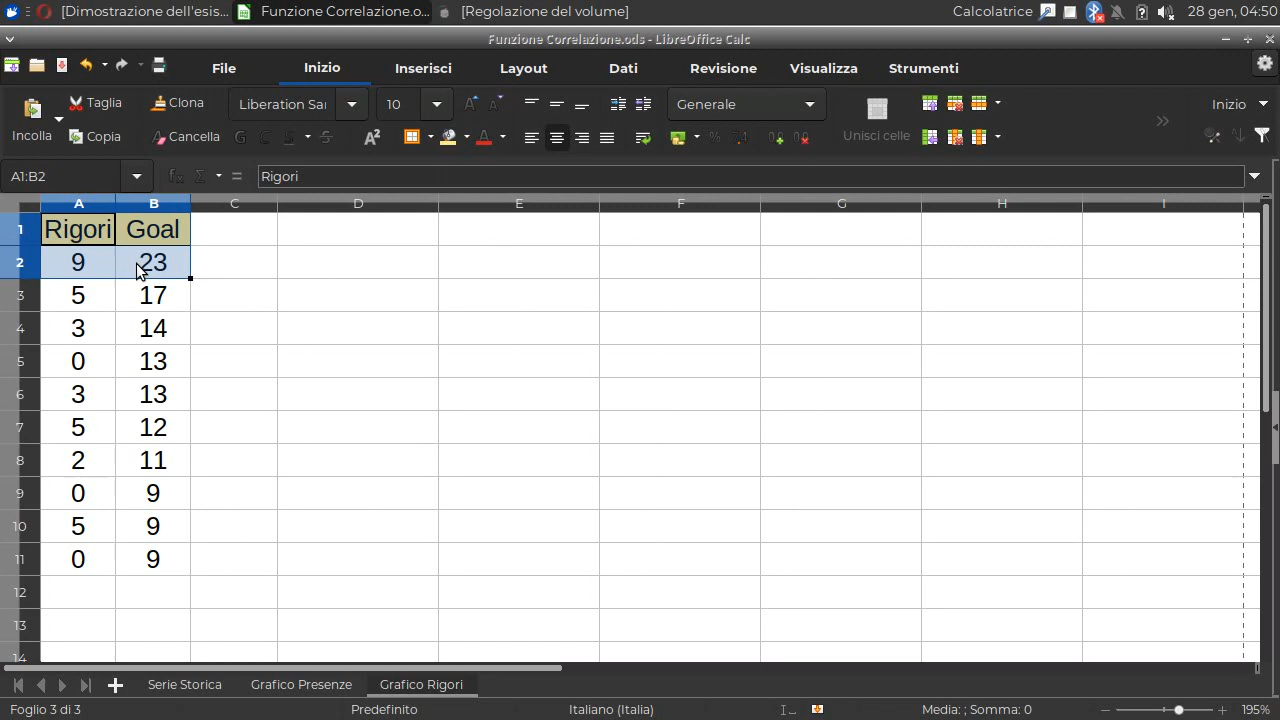 [Dimostrazione dell'esis... Funzione Correlazione.o... [Regolazione del volume] Calcolatrice 28 gen, 04:50
Funzione Correlazione.ods - LibreOffice Calc
File Inizio Inserisci Layout Dati Revisione Visualizza Strumenti
Incolla Taglia Clona Liberation Sar 10 Generale Unisci celle Inizio
Copia Cancella
A1:B2 Rigori
A B C D E F G H I
1 Rigori Goal
2 9 23
3 5 17
4 3 14
5 0 13
6 3 13
7 5 12
8 2 11
9 0 9
10 5 9
11 0 9
12
13
14
Serie Storica Grafico Presenze Grafico Rigori
Foglio 3 di 3 Predefinito Italiano (Italia) Media: ; Somma: 0 195%